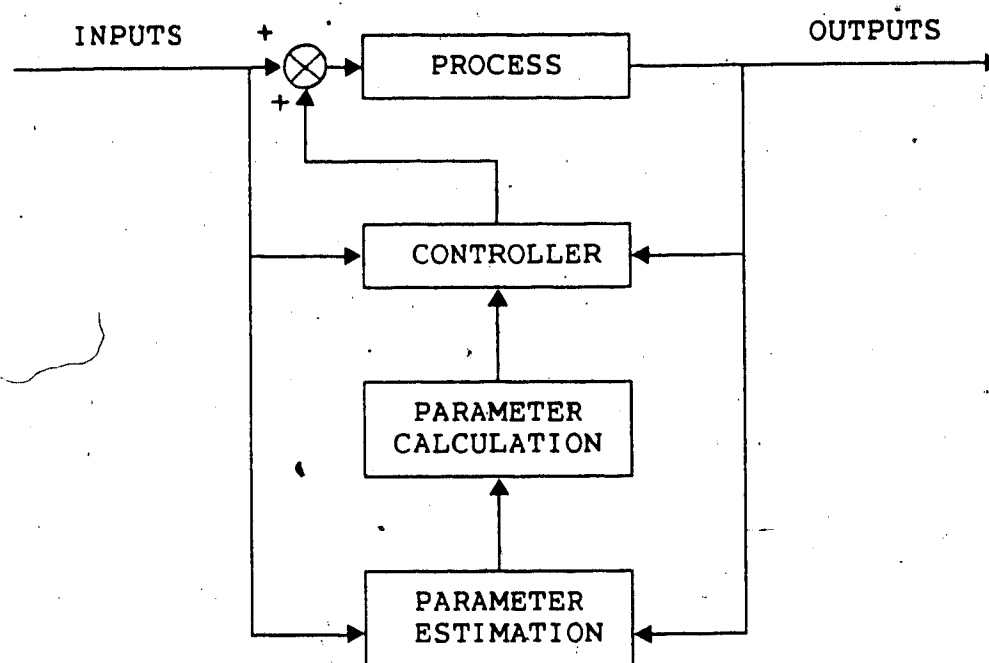 INPUTS
+
+
PROCESS
OUTPUTS
CONTROLLER
PARAMETER
CALCULATION
PARAMETER
ESTIMATION